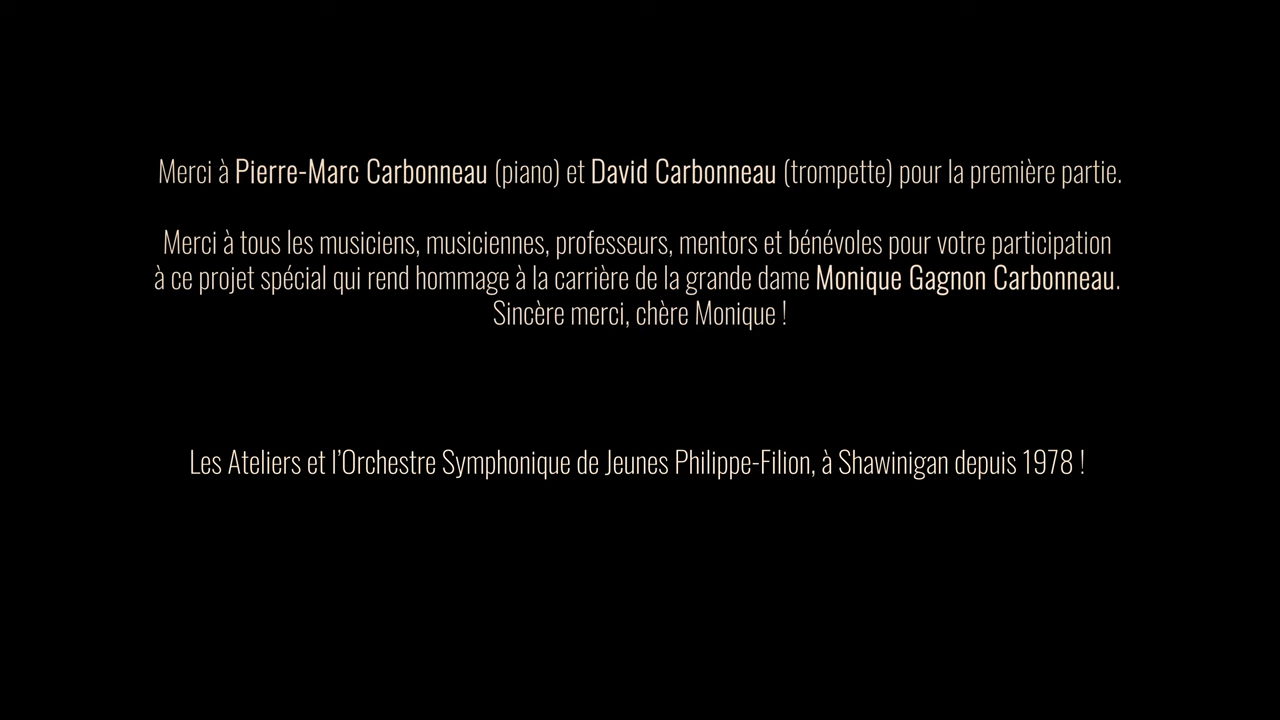 Merci à Pierre-Marc Carbonneau (piano) et David Carbonneau (trompette) pour la première partie.
Merci à tous les musiciens, musiciennes, professeurs, mentors et bénévoles pour votre participation
à ce projet spécial qui rend hommage à la carrière de la grande dame Monique Gagnon Carbonneau.
Sincère merci, chère Monique !
Les Ateliers et l’Orchestre Symphonique de Jeunes Philippe-Filion, à Shawinigan depuis 1978 !